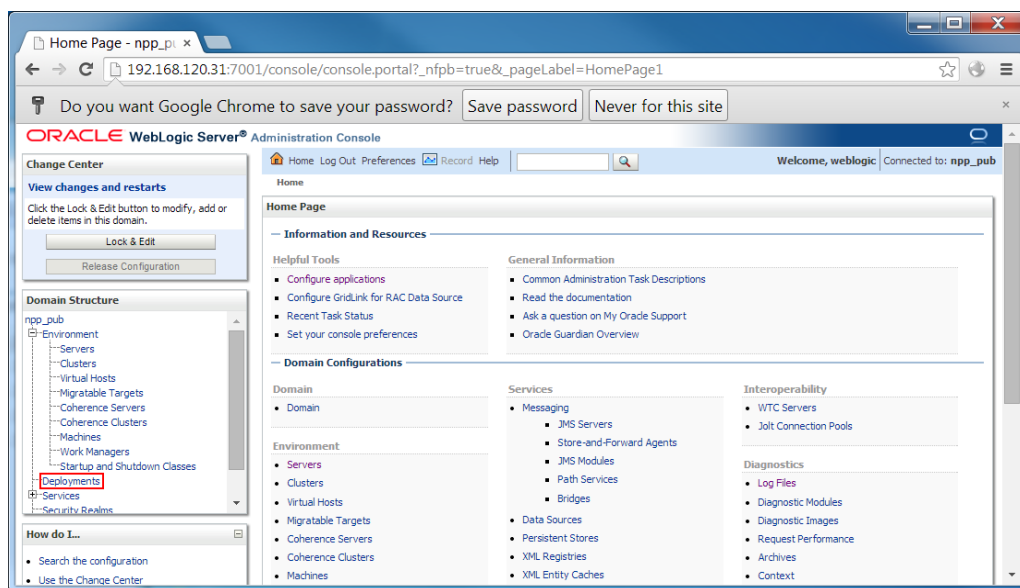 Home Page - npp_pu
192.168.120.31:7001/console/console.portal?_nfpb=true&_pageLabel=HomePage1
Do you want Google Chrome to save your password? Save password Never for this site
ORACLE WebLogic Server® Administration Console
Change Center
View changes and restarts
Click the Lock & Edit button to modify, add or
delete items in this domain.
Lock & Edit
Release Configuration
Domain Structure
npp_pub
Environment
Servers
Clusters
Virtual Hosts
Migratable Targets
Coherence Servers
Coherence Clusters
Machines
Work Managers
Startup and Shutdown Classes
Deployments
Services
Security Realms
How do I...
Search the configuration
Use the Change Center
Home Log Out Preferences Record Help
Welcome, weblogic Connected to: npp_pub
Home
Home Page
Information and Resources
Helpful Tools
Configure applications
Configure GridLink for RAC Data Source
Recent Task Status
Set your console preferences
General Information
Common Administration Task Descriptions
Read the documentation
Ask a question on My Oracle Support
Oracle Guardian Overview
Domain Configurations
Domain
Domain
Environment
Servers
Clusters
Virtual Hosts
Migratable Targets
Coherence Servers
Coherence Clusters
Machines
Services
Messaging
JMS Servers
Store-and-Forward Agents
JMS Modules
Path Services
Bridges
Data Sources
Persistent Stores
XML Registries
XML Entity Caches
Interoperability
WTC Servers
Jolt Connection Pools
Diagnostics
Log Files
Diagnostic Modules
Diagnostic Images
Request Performance
Archives
Context